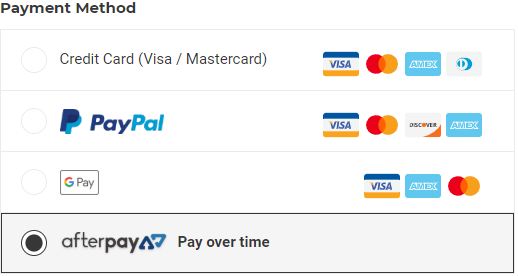 Payment Method
Credit Card (Visa / Mastercard) VISA AMEX
PayPal VISA DISCOVER AMEX
G Pay VISA AMEX
afterpay Pay over time